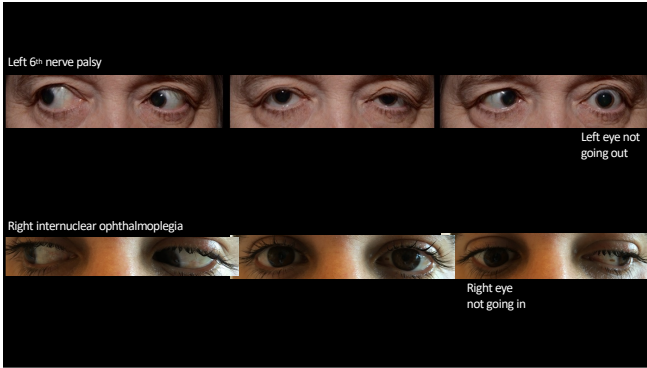 Left 6th nerve palsy
Left eye not
going out
Right internuclear ophthalmoplegia
Right eye
not going in